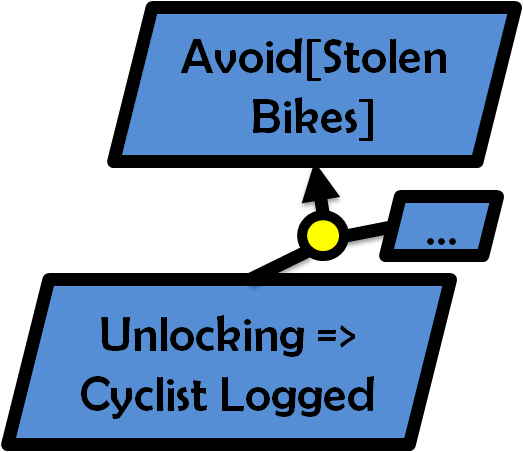 Avoid[Stolen
Bikes]
...
Unlocking =>
Cyclist Logged